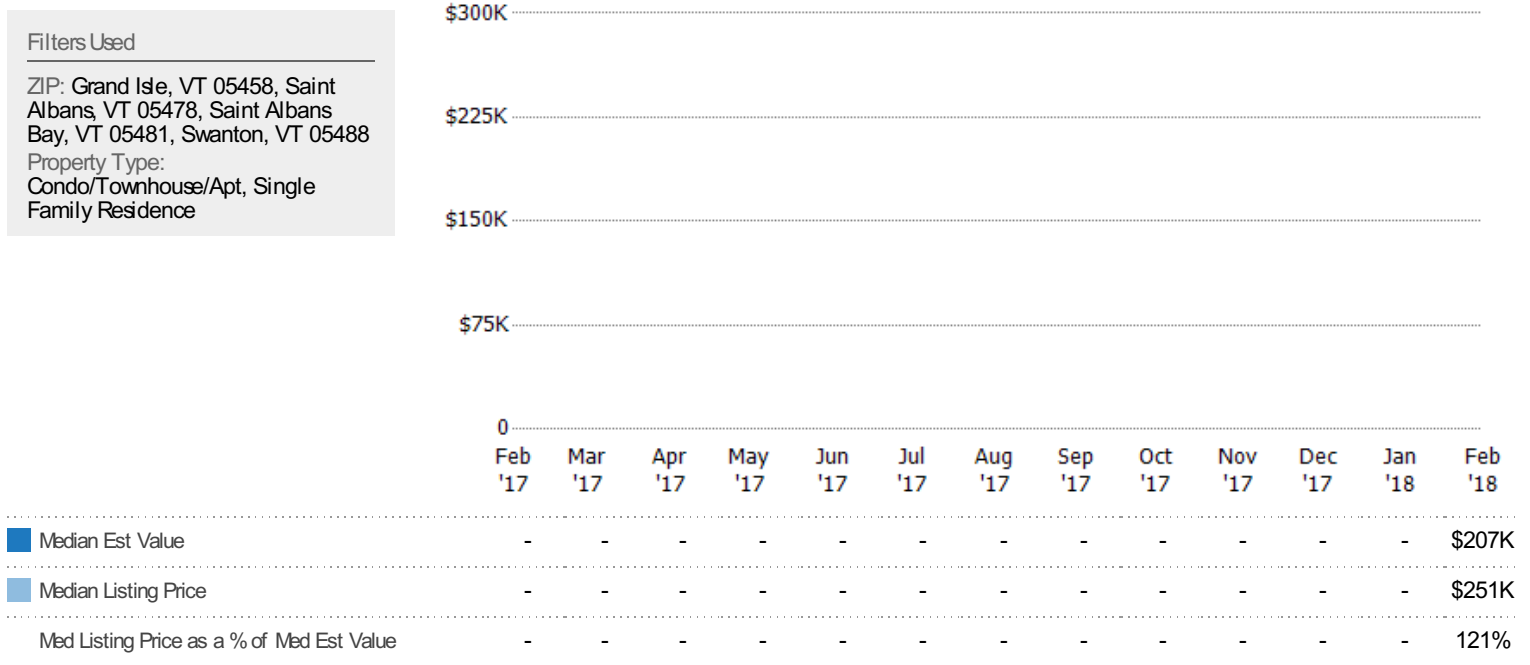 Filters Used
ZIP: Grand Isle, VT 05458, Saint
Albans, VT 05478, Saint Albans
Bay, VT 05481, Swanton, VT 05488
Property Type:
Condo/Townhouse/Apt, Single
Family Residence
$300K
$225K
$150K
$75K
0
Feb Mar Apr May Jun Jul Aug Sep Oct Nov Dec Jan Feb
'17 '17 '17 '17 '17 '17 '17 '17 '17 '17 '17 '18 '18
Median Est Value - - - - - - - - - - - - $207K
Median Listing Price - - - - - - - - - - - - $251K
Med Listing Price as a % of Med Est Value - - - - - - - - - - - - 121%